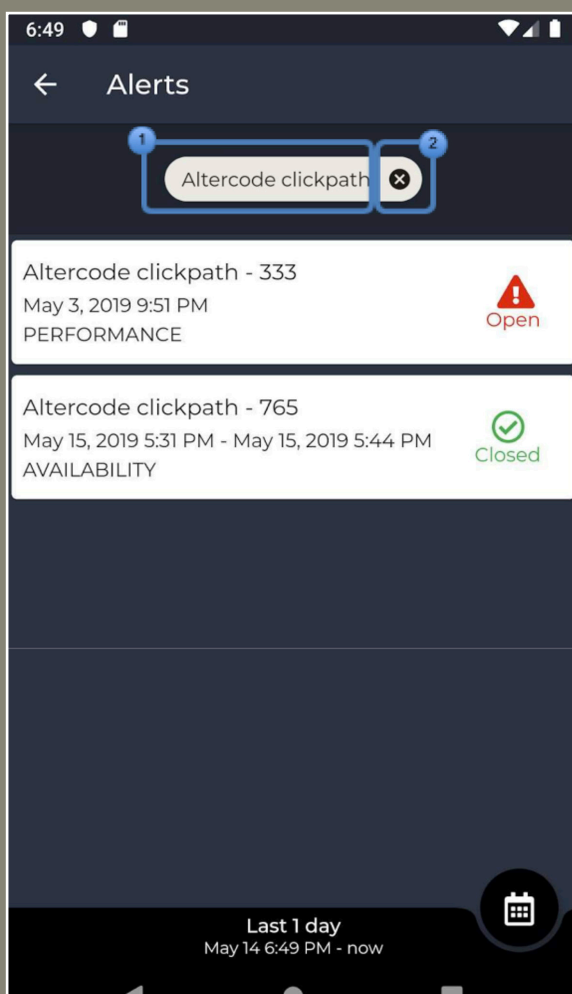 6:49
Alerts
1
2
Altercode clickpath
Altercode clickpath - 333
May 3, 2019 9:51 PM
PERFORMANCE
Open
Altercode clickpath - 765
May 15, 2019 5:31 PM - May 15, 2019 5:44 PM
AVAILABILITY
Closed
Last 1 day
May 14 6:49 PM - now